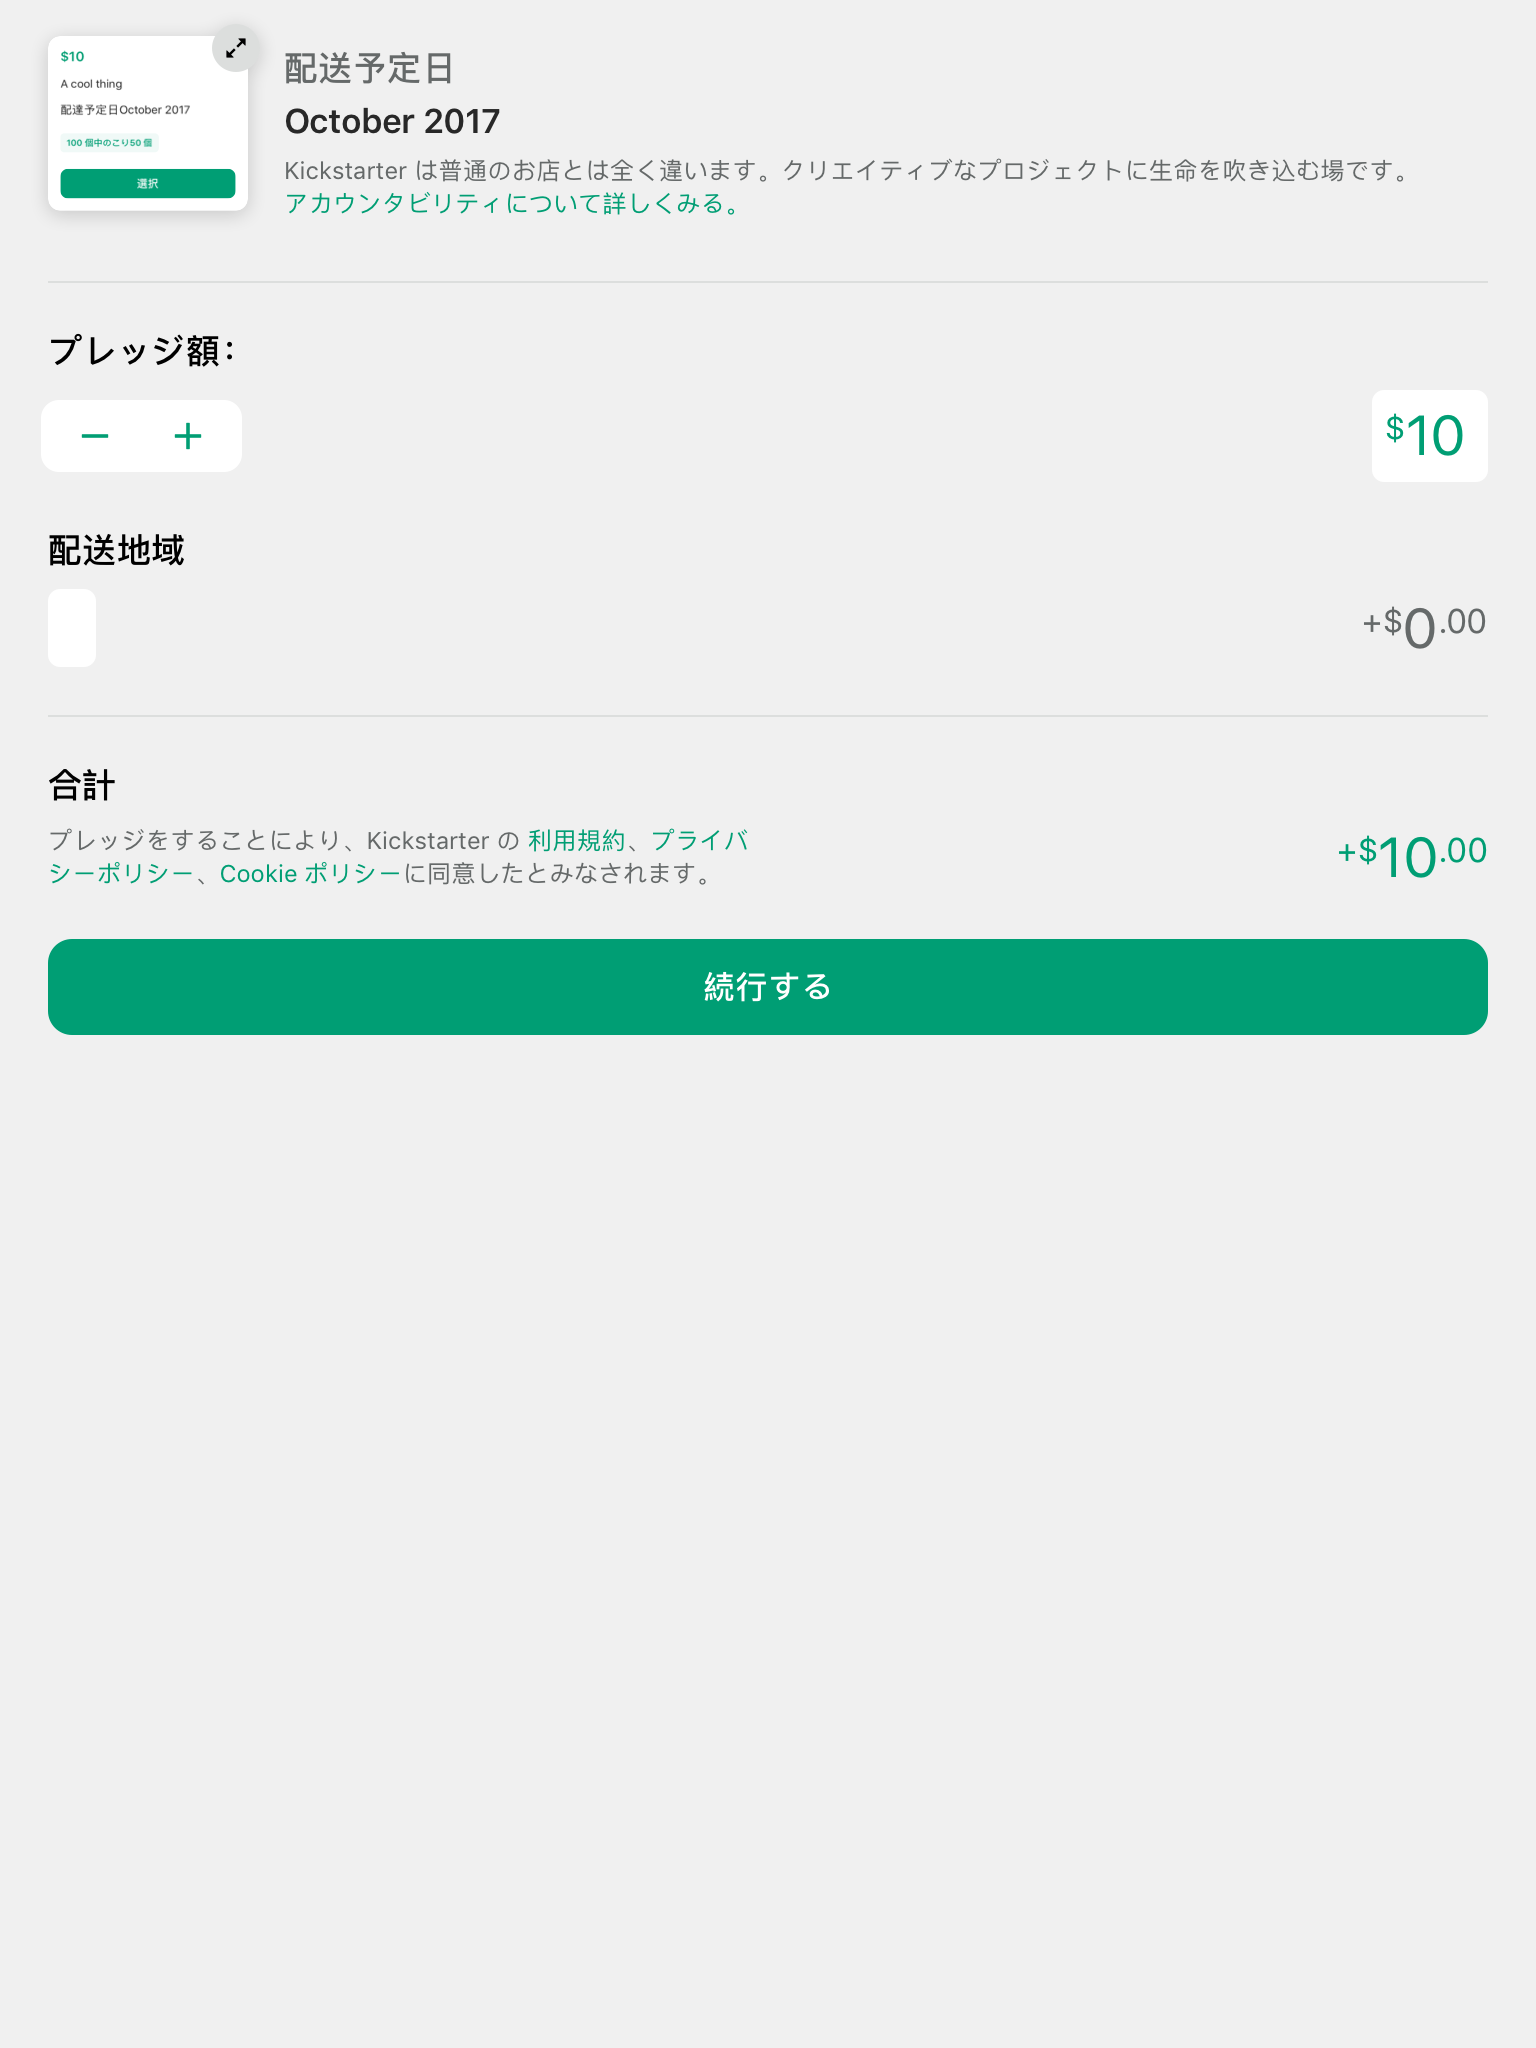 $10
A cool thing
配達予定日October 2017
100 個中のこり50 個
選択
配送予定日
October 2017
Kickstarter は普通のお店とは全く違います。クリエイティブなプロジェクトに生命を吹き込む場です。
アカウンタビリティについて詳しくみる。
プレッジ額：
$10
配送地域
+$0.00
合計
プレッジをすることにより、Kickstarter の 利用規約、プライバ
シーポリシー、Cookie ポリシーに同意したとみなされます。
+$10.00
続行する